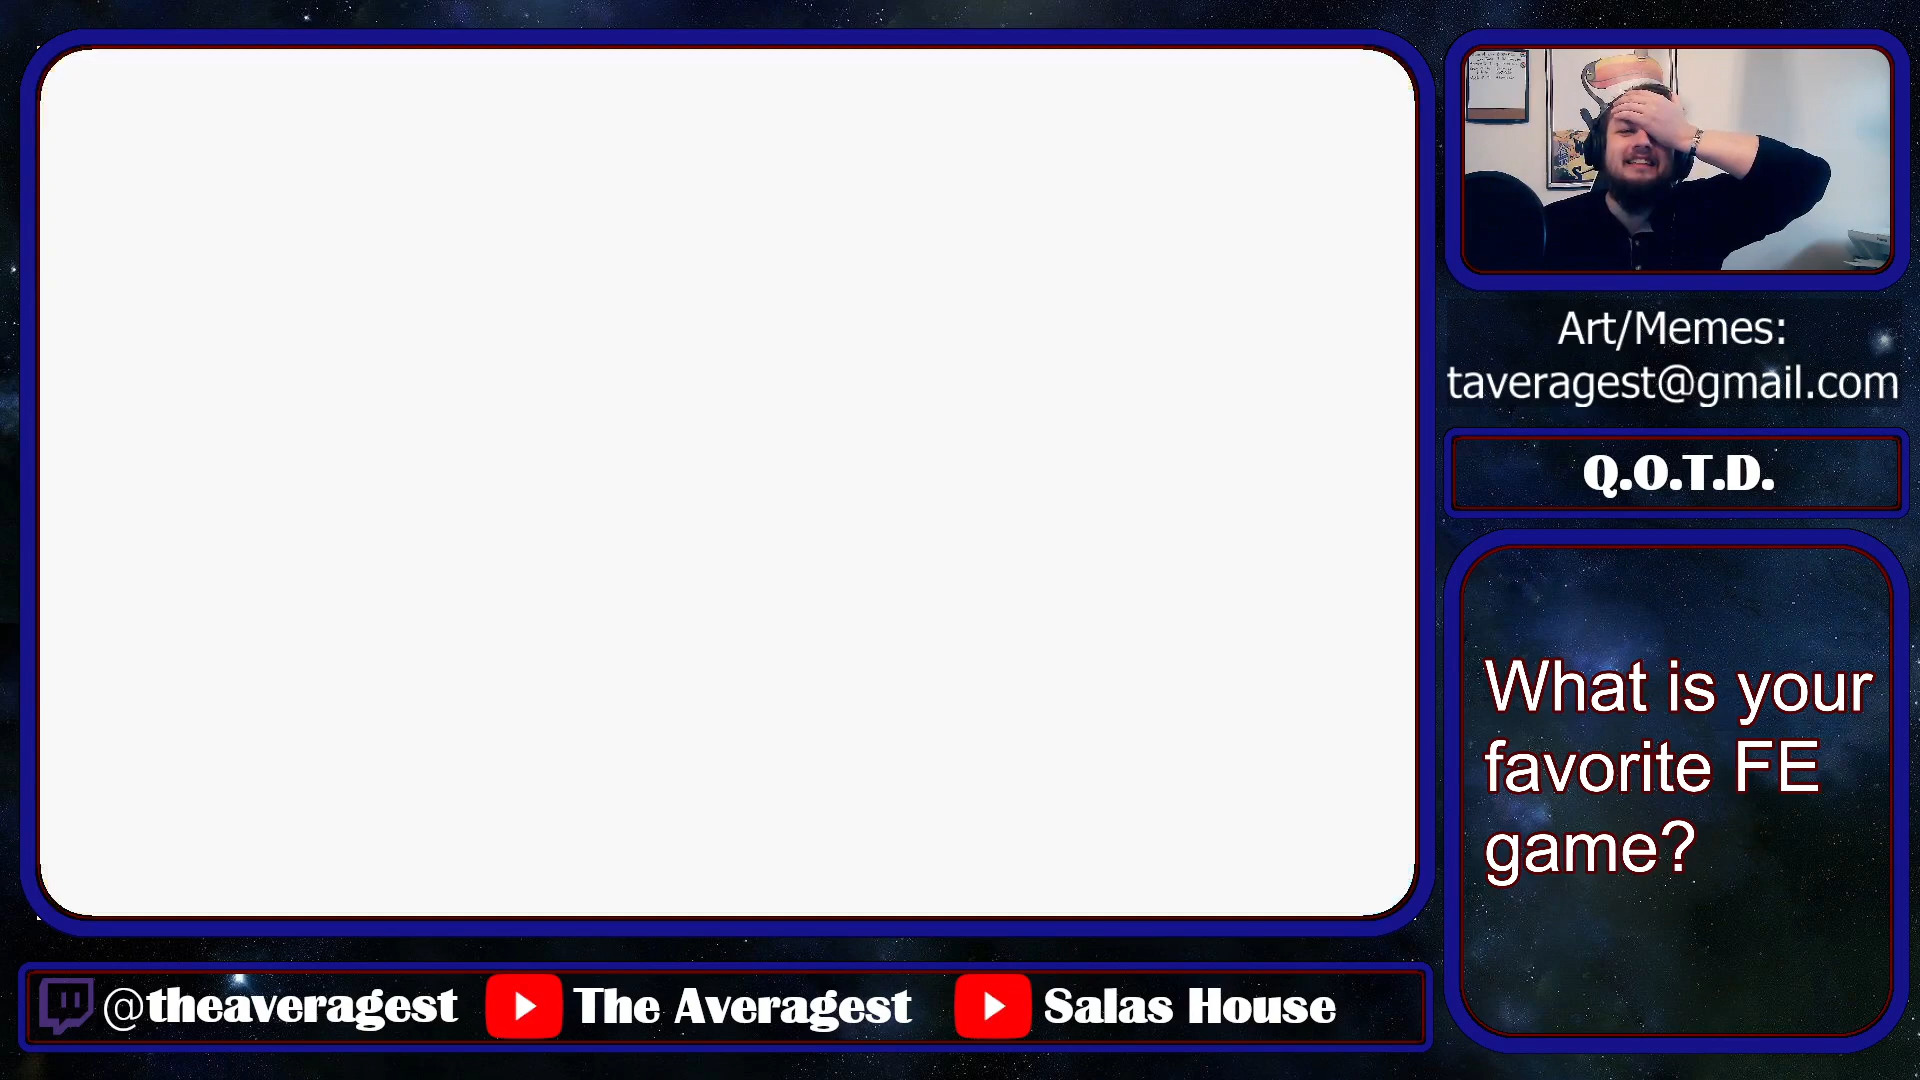 Art/Memes:
taveragest@gmail.com
Q.O.T.D.
What is your
favorite FE
game?
@theaveragest The Averagest Salas House